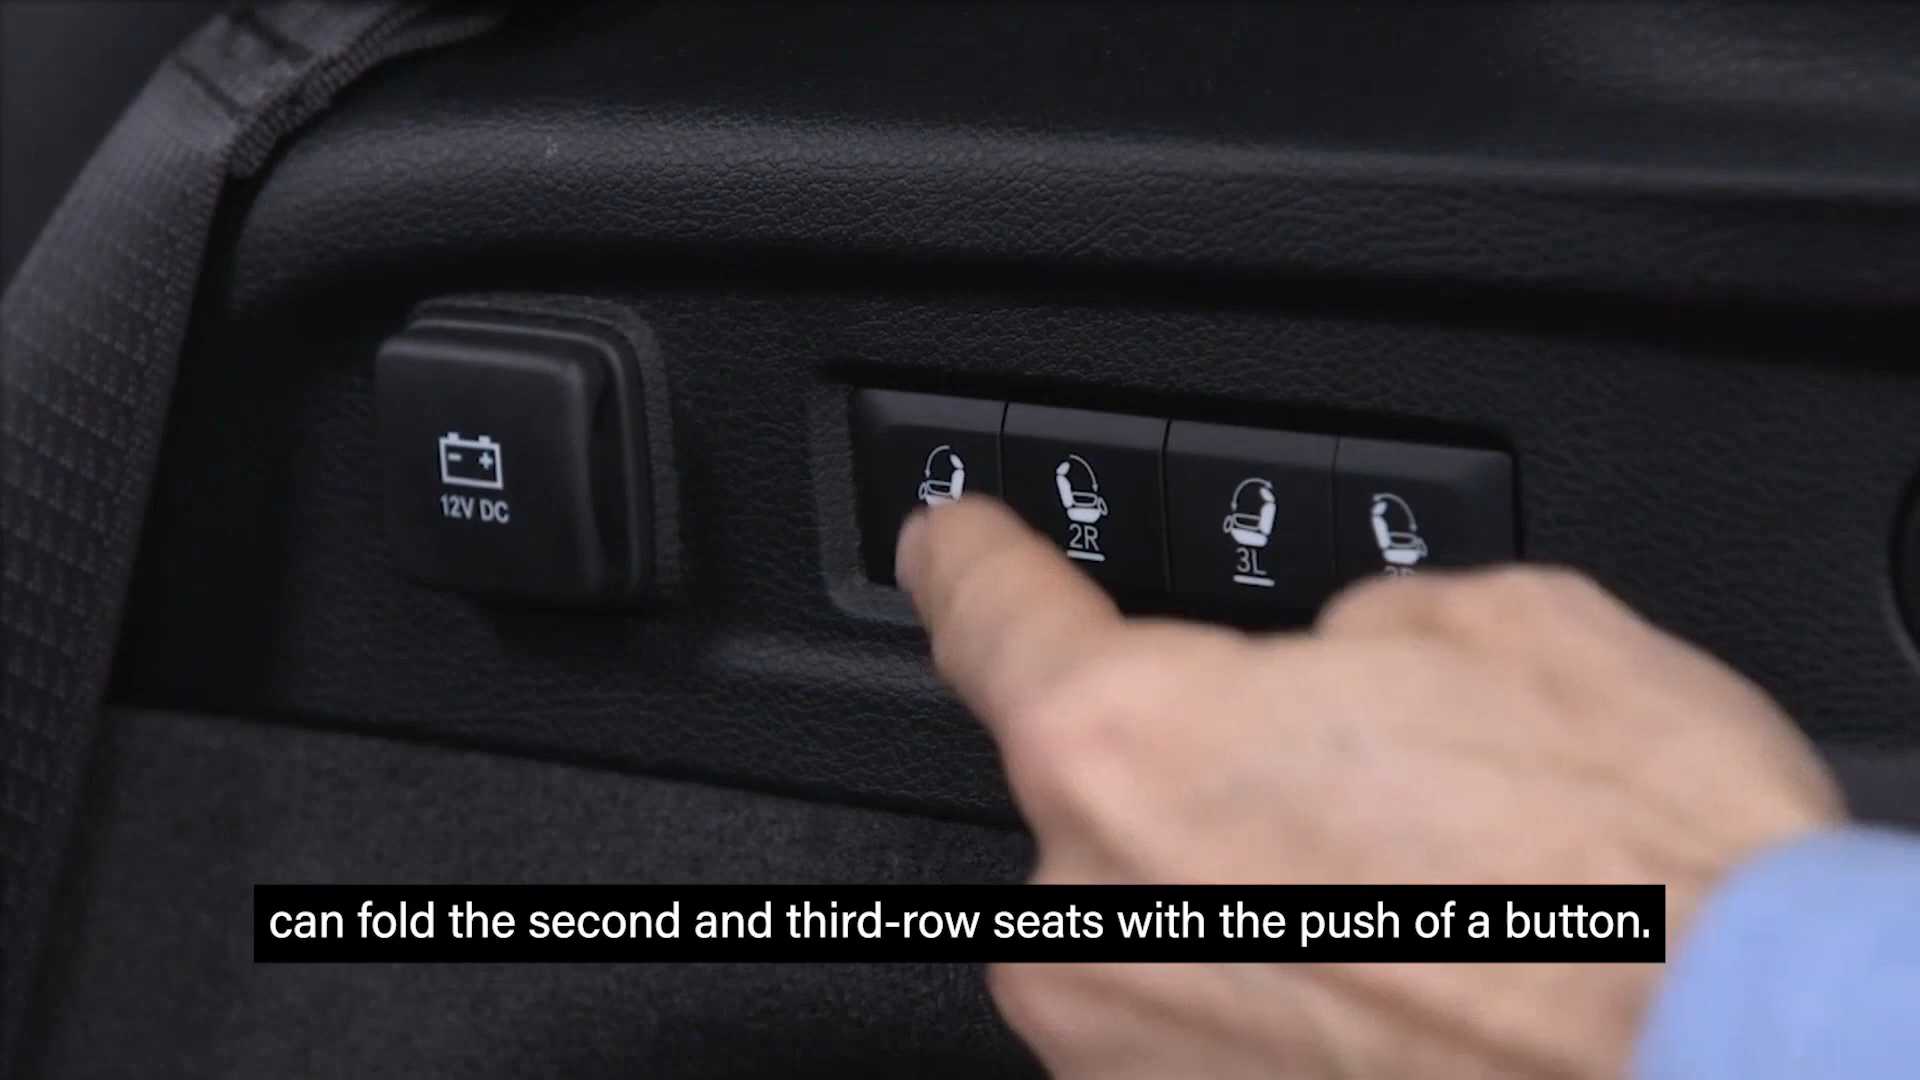 12V DC
2R
3L
can fold the second and third-row seats with the push of a button.